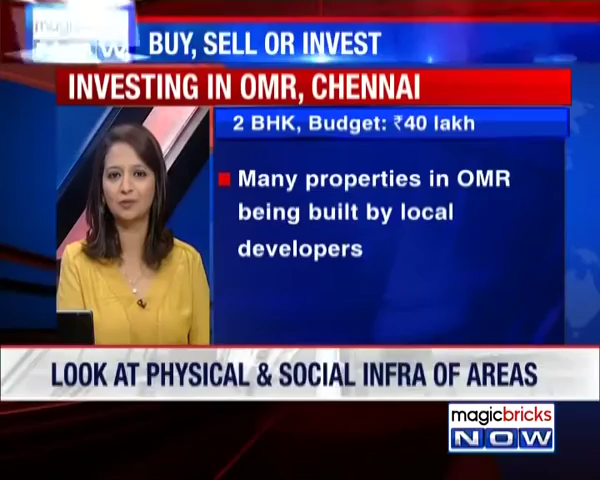 magic
BUY, SELL OR INVEST
INVESTING IN OMR, CHENNAI
2 BHK, Budget: ₹40 lakh
Many properties in OMR
being built by local
developers
LOOK AT PHYSICAL & SOCIAL INFRA OF AREAS
magicbricks
NOW